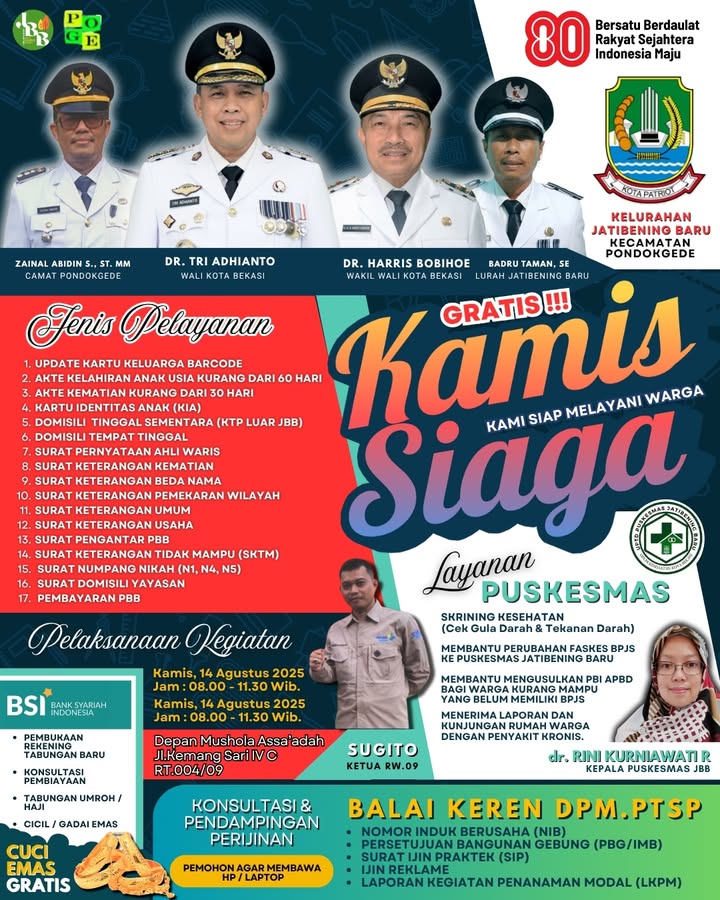 JBB
POGE
80
Bersatu Berdaulat
Rakyat Sejahtera
Indonesia Maju
KOTA PATRIOT
KELURAHAN
JATIBENING BARU
KECAMATAN
PONDOKGEDE
ZAINAL ABIDIN S., ST. MM
CAMAT PONDOKGEDE
DR. TRI ADHIANTO
WALI KOTA BEKASI
DR. HARRIS BOBIHOE
WAKIL WALI KOTA BEKASI
BADRU TAMAN, SE
LURAH JATIBENING BARU
Jenis Pelayanan
1. UPDATE KARTU KELUARGA BARCODE
2. AKTE KELAHIRAN ANAK USIA KURANG DARI 60 HARI
3. AKTE KEMATIAN KURANG DARI 30 HARI
4. KARTU IDENTITAS ANAK (KIA)
5. DOMISILI TINGGAL SEMENTARA (KTP LUAR JBB)
6. DOMISILI TEMPAT TINGGAL
7. SURAT PERNYATAAN AHLI WARIS
8. SURAT KETERANGAN KEMATIAN
9. SURAT KETERANGAN BEDA NAMA
10. SURAT KETERANGAN PEMEKARAN WILAYAH
11. SURAT KETERANGAN UMUM
12. SURAT KETERANGAN USAHA
13. SURAT PENGANTAR PBB
14. SURAT KETERANGAN TIDAK MAMPU (SKTM)
15. SURAT NUMPANG NIKAH (N1, N4, N5)
16. SURAT DOMISILI YAYASAN
17. PEMBAYARAN PBB
GRATIS !!!
Kamis
KAMI SIAP MELAYANI WARGA
Siaga
UPTD PUSKESMAS JATIBENING BARU
Layanan
PUSKESMAS
SKRINING KESEHATAN
(Cek Gula Darah & Tekanan Darah)
MEMBANTU PERUBAHAN FASKES BPJS
KE PUSKESMAS JATIBENING BARU
MEMBANTU MENGUSULKAN PBI APBD
BAGI WARGA KURANG MAMPU
YANG BELUM MEMILIKI BPJS
MENERIMA LAPORAN DAN
KUNJUNGAN RUMAH WARGA
DENGAN PENYAKIT KRONIS.
dr. RINI KURNIAWATI R
KEPALA PUSKESMAS JBB
Pelaksanaan Kegiatan
Kamis, 14 Agustus 2025
Jam : 08.00 - 11.30 Wib.
Kamis, 14 Agustus 2025
Jam : 08.00 - 11.30 Wib.
Depan Mushola Assa'adah
Jl.Kemang Sari IV C
RT.004/09
SUGITO
KETUA RW.09
BSI BANK SYARIAH
INDONESIA
• PEMBUKAAN
REKENING
TABUNGAN BARU
• KONSULTASI
PEMBIAYAAN
• TABUNGAN UMROH /
HAJI
• CICIL / GADAI EMAS
CUCI
EMAS
GRATIS
KONSULTASI &
PENDAMPINGAN
PERIJINAN
PEMOHON AGAR MEMBAWA
HP / LAPTOP
BALAI KEREN DPM.PTSP
• NOMOR INDUK BERUSAHA (NIB)
• PERSETUJUAN BANGUNAN GEBUNG (PBG/IMB)
• SURAT IJIN PRAKTEK (SIP)
• IJIN REKLAME
• LAPORAN KEGIATAN PENANAMAN MODAL (LKPM)